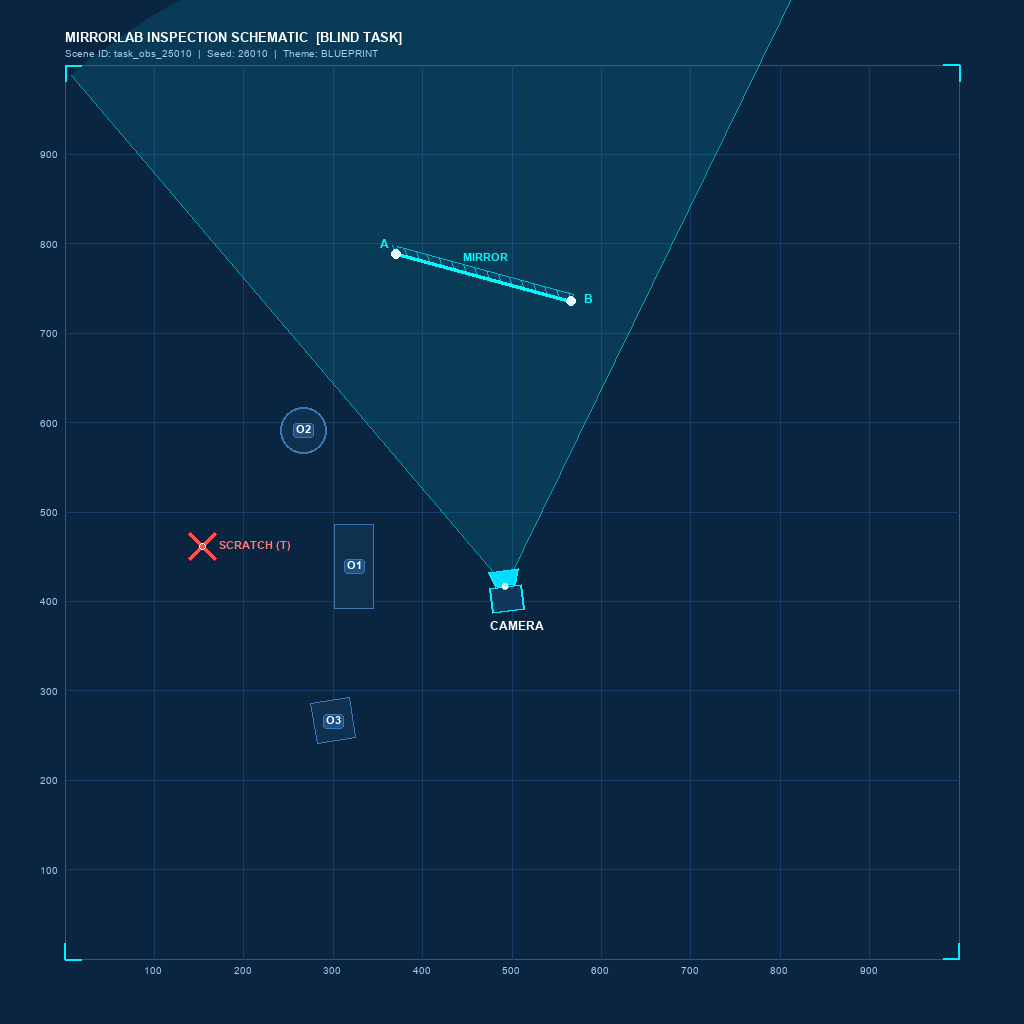 MIRRORLAB INSPECTION SCHEMATIC [BLIND TASK]
Scene ID: task_obs_25010 | Seed: 26010 | Theme: BLUEPRINT
900
A
800
MIRROR
B
700
600
O2
500
SCRATCH (T)
O1
400
CAMERA
300
O3
200
100
100 200 300 400 500 600 700 800 900